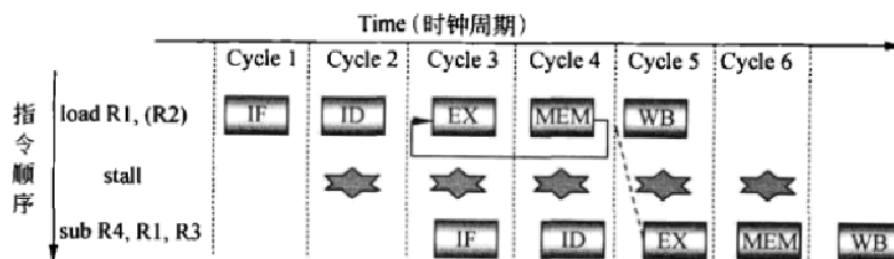 Time (时钟周期)
Cycle 1 Cycle 2 Cycle 3 Cycle 4 Cycle 5 Cycle 6
指令顺序
load R1, (R2) IF ID EX MEM WB
stall
sub R4, R1, R3 IF ID EX MEM WB